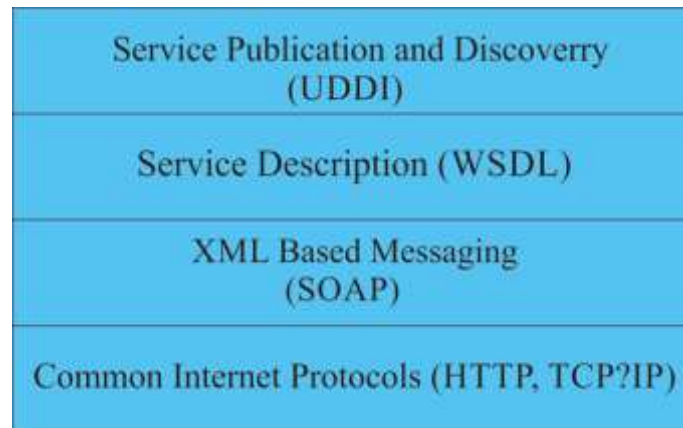 Service Publication and Discoverry
(UDDI)
Service Description (WSDL)
XML Based Messaging
(SOAP)
Common Internet Protocols (HTTP, TCP?IP)